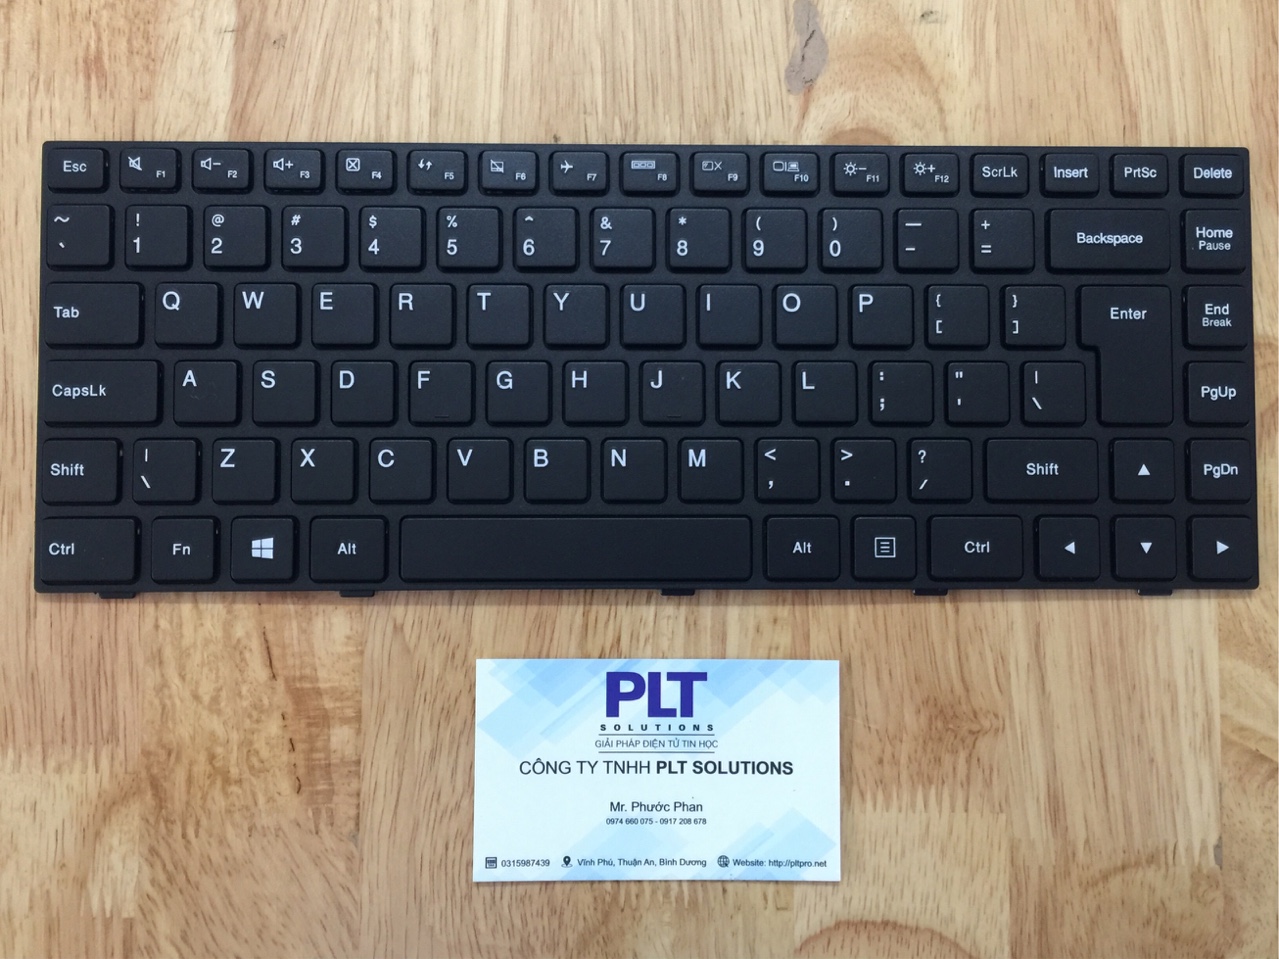 Esc F1 F2 F3 F4 F5 F6 F7 F8 F9 F10 F11 F12 ScrLk Insert PrtSc Delete
~ ` ! 1 @ 2 # 3 $ 4 % 5 ^ 6 & 7 * 8 ( 9 ) 0 — - + = Backspace Home Pause
Tab Q W E R T Y U I O P { [ } ] Enter End Break
CapsLk A S D F G H J K L : ; " ' | \ PgUp
Shift | \ Z X C V B N M < , > . ? / Shift ▲ PgDn
Ctrl Fn Alt Alt Ctrl ◀ ▼ ▶
PLT
SOLUTIONS
GIẢI PHÁP ĐIỆN TỬ TIN HỌC
CÔNG TY TNHH PLT SOLUTIONS
Mr. Phước Phan
0974 660 075 - 0917 208 678
0315987439 Vĩnh Phú, Thuận An, Bình Dương Website: http://pltpro.net